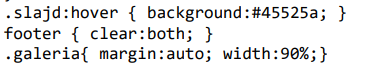 .slajd:hover { background:#45525a; }
footer { clear:both; }
.galeria{ margin:auto; width:90%;}